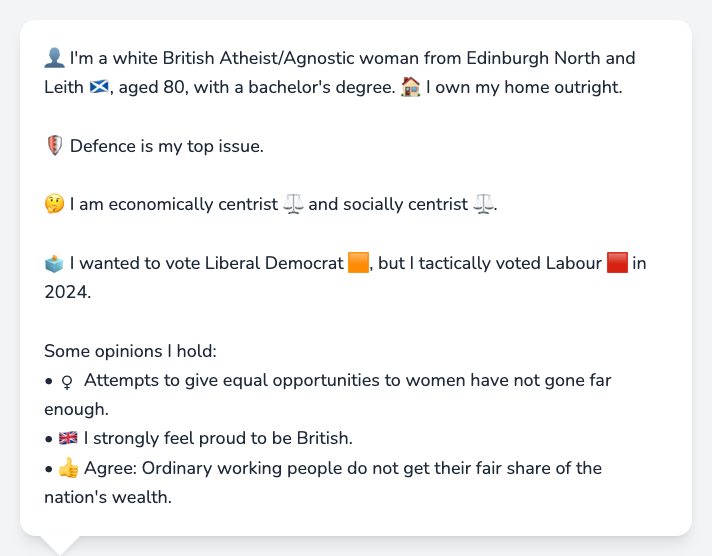 👤 I'm a white British Atheist/Agnostic woman from Edinburgh North and
Leith 🏴󠁧󠁢󠁳󠁣󠁴󠁿, aged 80, with a bachelor's degree. 🏠 I own my home outright.
🛡️ Defence is my top issue.
🤔 I am economically centrist ⚖️ and socially centrist ⚖️.
🗳️ I wanted to vote Liberal Democrat 🟧, but I tactically voted Labour 🟥 in
2024.
Some opinions I hold:
• ♀ Attempts to give equal opportunities to women have not gone far
enough.
• 🇬🇧 I strongly feel proud to be British.
• 👍 Agree: Ordinary working people do not get their fair share of the
nation's wealth.